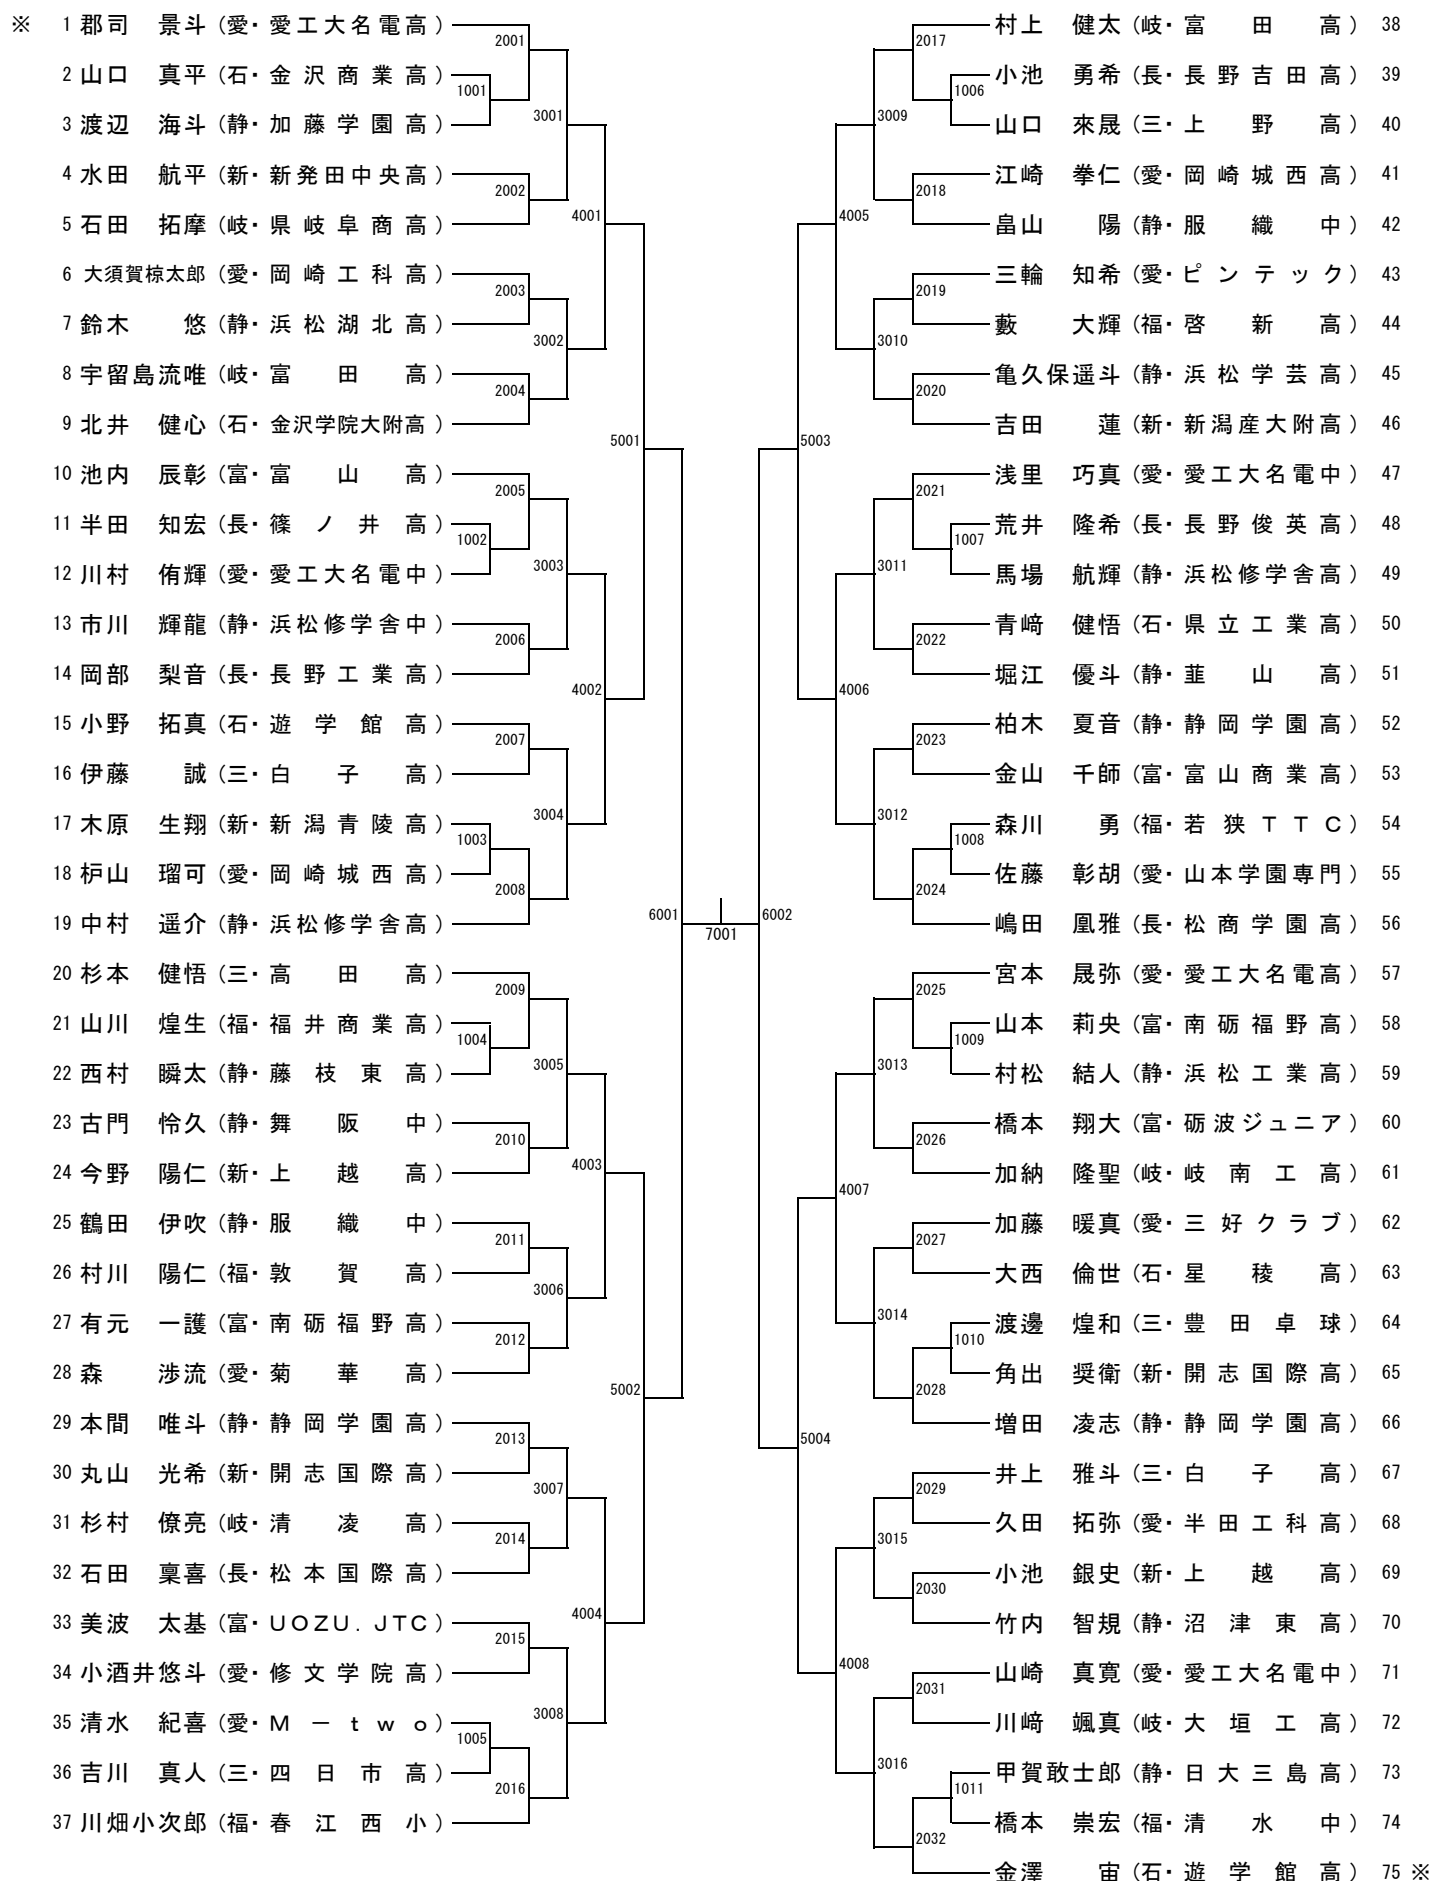 ※ 1 郡司 景斗 (愛・愛工大名電高)
2001
2 山口 真平 (石・金沢商業高)
1001
3 渡辺 海斗 (静・加藤学園高)
3001
4 水田 航平 (新・新発田中央高)
2002
5 石田 拓摩 (岐・県岐阜商高)
4001
6 大須賀椋太郎 (愛・岡崎工科高)
2003
7 鈴木 悠 (静・浜松湖北高)
3002
8 宇留島流唯 (岐・富田高)
2004
9 北井 健心 (石・金沢学院大附高)
5001
10 池内 辰彰 (富・富山高)
2005
11 半田 知宏 (長・篠ノ井高)
1002
12 川村 侑輝 (愛・愛工大名電中)
3003
13 市川 輝龍 (静・浜松修学舎中)
2006
14 岡部 梨音 (長・長野工業高)
4002
15 小野 拓真 (石・遊学館高)
2007
16 伊藤 誠 (三・白子高)
3004
17 木原 生翔 (新・新潟青陵高)
1003
18 枦山 瑠可 (愛・岡崎城西高)
2008
19 中村 遥介 (静・浜松修学舎高)
6001
7001
20 杉本 健悟 (三・高田高)
2009
21 山川 煌生 (福・福井商業高)
1004
22 西村 瞬太 (静・藤枝東高)
3005
23 古門 怜久 (静・舞阪中)
2010
24 今野 陽仁 (新・上越高)
4003
25 鶴田 伊吹 (静・服織中)
2011
26 村川 陽仁 (福・敦賀高)
3006
27 有元 一護 (富・南砺福野高)
2012
28 森 渉流 (愛・菊華高)
5002
29 本間 唯斗 (静・静岡学園高)
2013
30 丸山 光希 (新・開志国際高)
3007
31 杉村 僚亮 (岐・清凌高)
2014
32 石田 稟喜 (長・松本国際高)
4004
33 美波 太基 (富・UOZU.JTC)
2015
34 小酒井悠斗 (愛・修文学院高)
35 清水 紀喜 (愛・M－two)
3008
1005
36 吉川 真人 (三・四日市高)
2016
37 川畑小次郎 (福・春江西小)
村上 健太 (岐・富田高) 38
2017
小池 勇希 (長・長野吉田高) 39
1006
山口 來晟 (三・上野高) 40
3009
江崎 拳仁 (愛・岡崎城西高) 41
2018
畠山 陽 (静・服織中) 42
4005
三輪 知希 (愛・ピンテック) 43
2019
藪 大輝 (福・啓新高) 44
3010
亀久保遥斗 (静・浜松学芸高) 45
2020
吉田 蓮 (新・新潟産大附高) 46
5003
浅里 巧真 (愛・愛工大名電中) 47
2021
荒井 隆希 (長・長野俊英高) 48
1007
馬場 航輝 (静・浜松修学舎高) 49
3011
青﨑 健悟 (石・県立工業高) 50
2022
堀江 優斗 (静・韮山高) 51
4006
柏木 夏音 (静・静岡学園高) 52
2023
金山 千師 (富・富山商業高) 53
3012
森川 勇 (福・若狭TTC) 54
1008
佐藤 彰胡 (愛・山本学園専門) 55
2024
嶋田 凰雅 (長・松商学園高) 56
6002
宮本 晟弥 (愛・愛工大名電高) 57
2025
山本 莉央 (富・南砺福野高) 58
1009
村松 結人 (静・浜松工業高) 59
3013
橋本 翔大 (富・砺波ジュニア) 60
2026
加納 隆聖 (岐・岐南工高) 61
4007
加藤 暖真 (愛・三好クラブ) 62
2027
大西 倫世 (石・星稜高) 63
3014
渡邊 煌和 (三・豊田卓球) 64
1010
角出 奨衛 (新・開志国際高) 65
2028
増田 凌志 (静・静岡学園高) 66
5004
井上 雅斗 (三・白子高) 67
2029
久田 拓弥 (愛・半田工科高) 68
3015
小池 銀史 (新・上越高) 69
2030
竹内 智規 (静・沼津東高) 70
4008
山崎 真寛 (愛・愛工大名電中) 71
2031
川﨑 颯真 (岐・大垣工高) 72
3016
甲賀敢士郎 (静・日大三島高) 73
1011
橋本 崇宏 (福・清水中) 74
2032
金澤 宙 (石・遊学館高) 75 ※